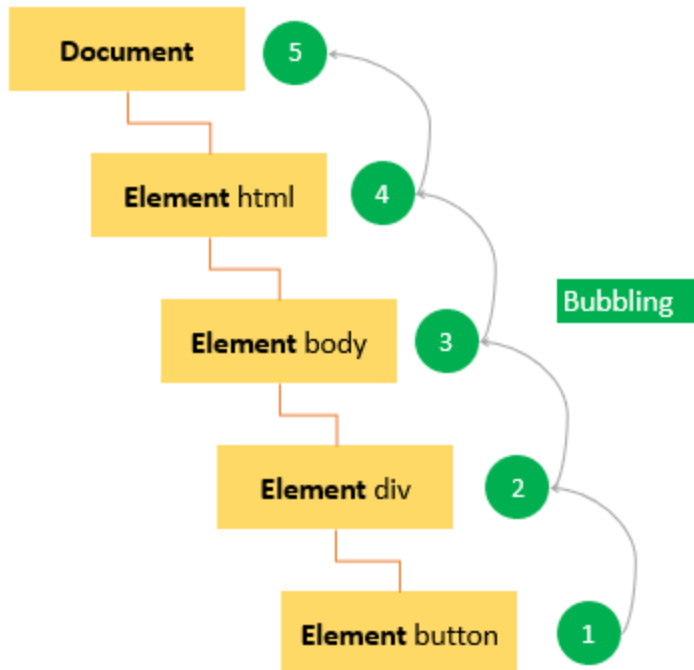 Document 5
Element html 4
Bubbling
Element body 3
Element div 2
Element button 1